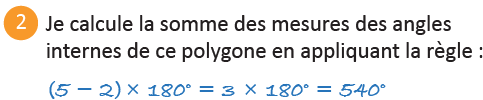 2 Je calcule la somme des mesures des angles
internes de ce polygone en appliquant la règle :
(5 − 2) × 180° = 3 × 180° = 540°